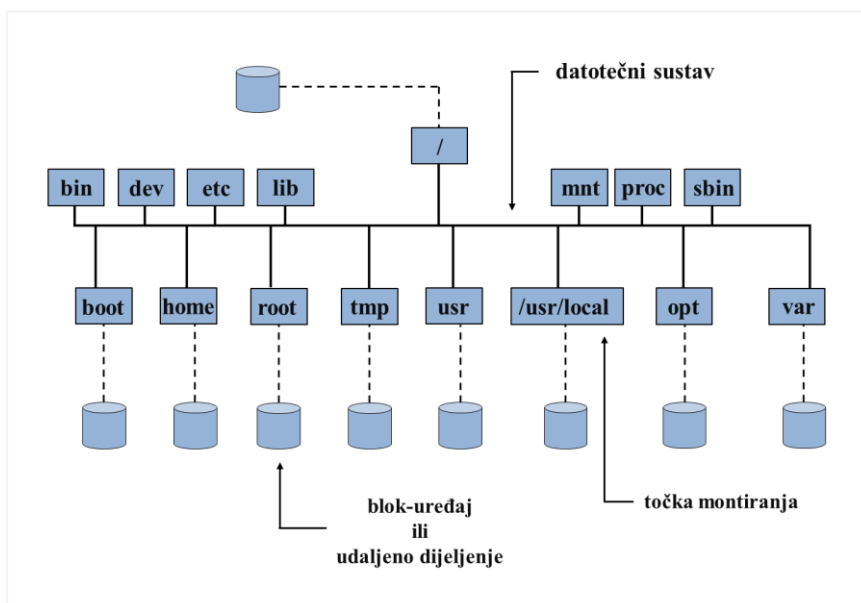 datotečni sustav
/
bin
dev
etc
lib
mnt
proc
sbin
boot
home
root
tmp
usr
/usr/local
opt
var
blok-uređaj
ili
udaljeno dijeljenje
točka montiranja